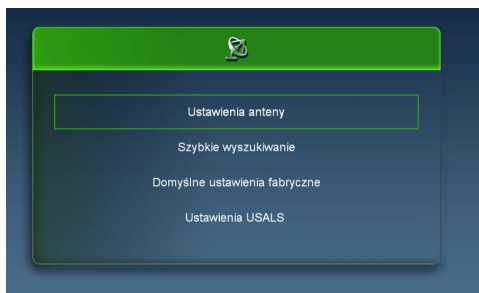 Ustawienia anteny
Szybkie wyszukiwanie
Domyślne ustawienia fabryczne
Ustawienia USALS